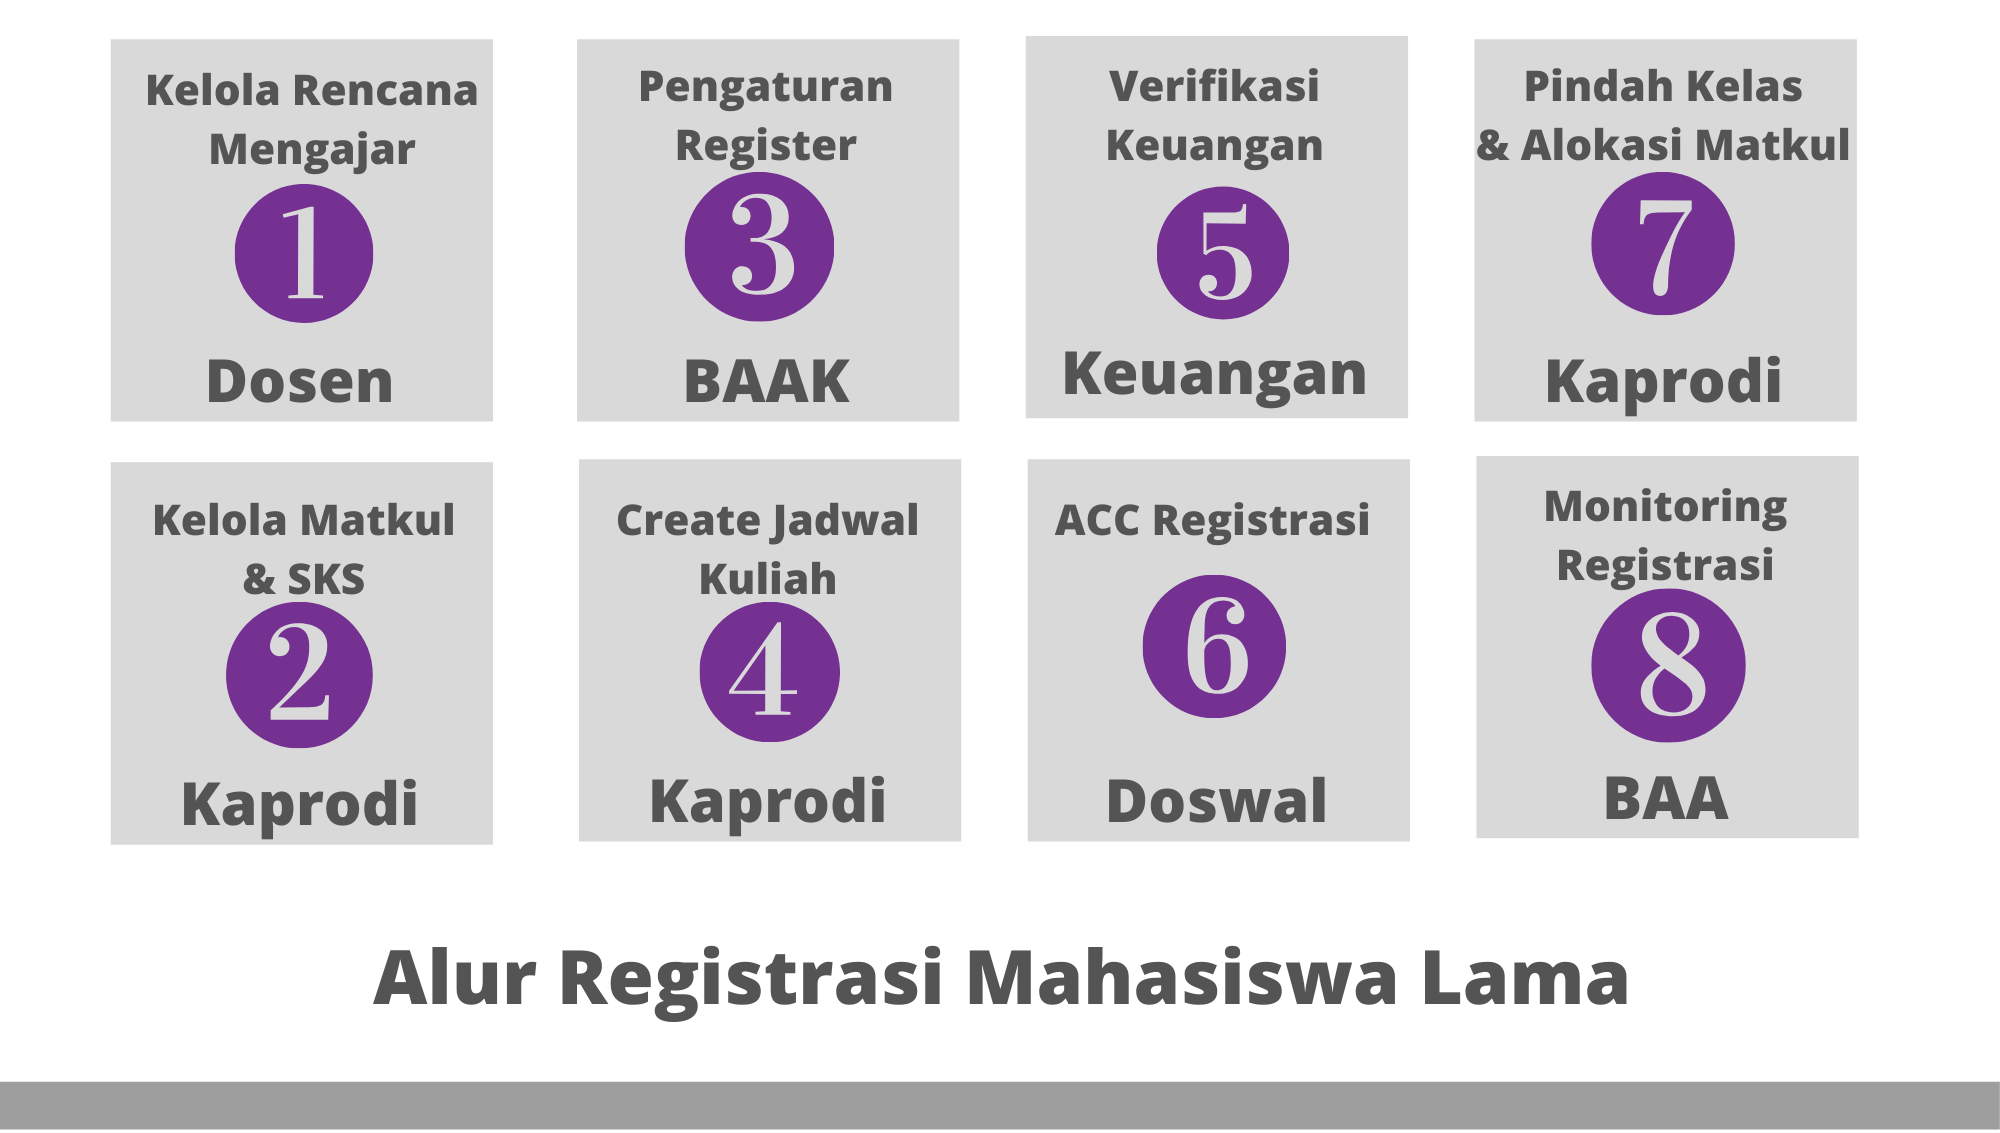 Kelola Rencana
Mengajar
1
Dosen
Kelola Matkul
& SKS
2
Kaprodi
Pengaturan
Register
3
BAAK
Create Jadwal
Kuliah
4
Kaprodi
Verifikasi
Keuangan
5
Keuangan
ACC Registrasi
6
Doswal
Pindah Kelas
& Alokasi Matkul
7
Kaprodi
Monitoring
Registrasi
8
BAA
Alur Registrasi Mahasiswa Lama